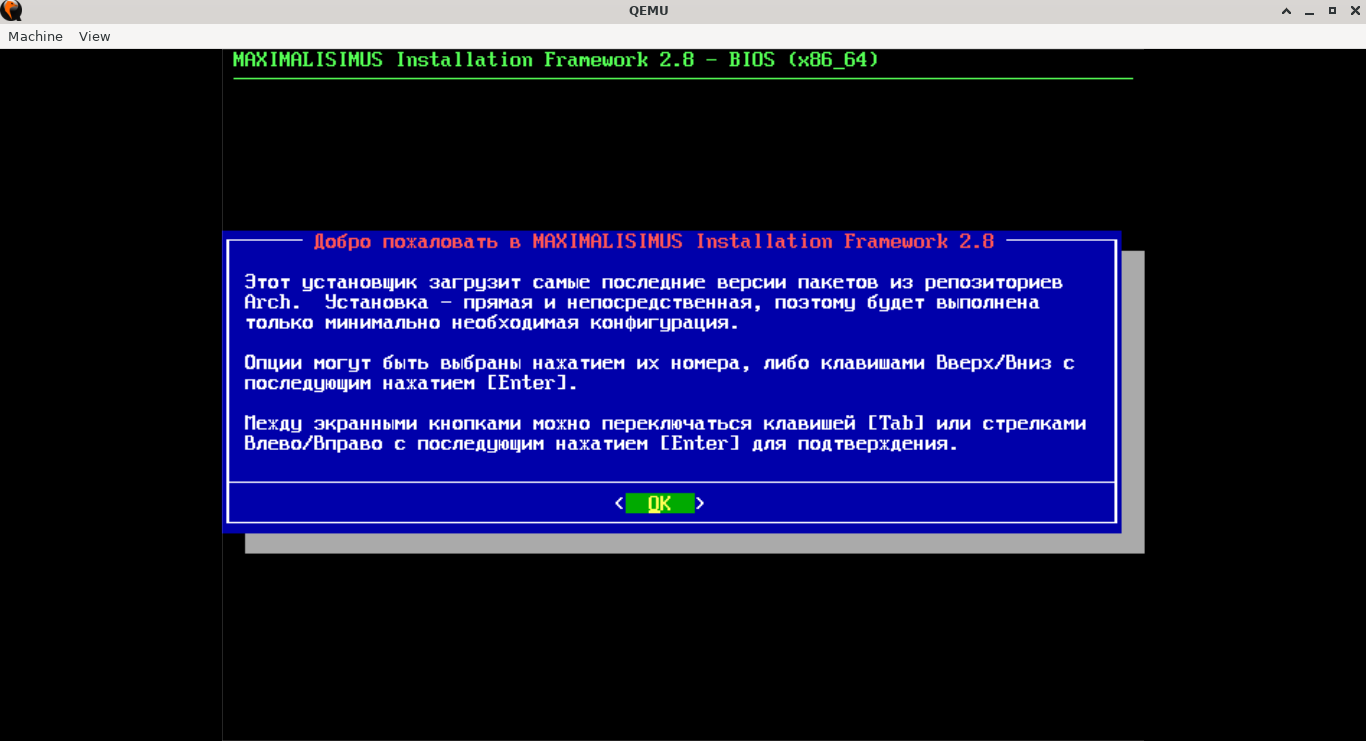 QEMU
Machine View
MAXIMALISIMUS Installation Framework 2.8 - BIOS (x86_64)
Добро пожаловать в MAXIMALISIMUS Installation Framework 2.8
Этот установщик загрузит самые последние версии пакетов из репозиториев
Arch.  Установка - прямая и непосредственная, поэтому будет выполнена
только минимально необходимая конфигурация.
Опции могут быть выбраны нажатием их номера, либо клавишами Вверх/Вниз с
последующим нажатием [Enter].
Между экранными кнопками можно переключаться клавишей [Tab] или стрелками
Влево/Вправо с последующим нажатием [Enter] для подтверждения.
< OK >